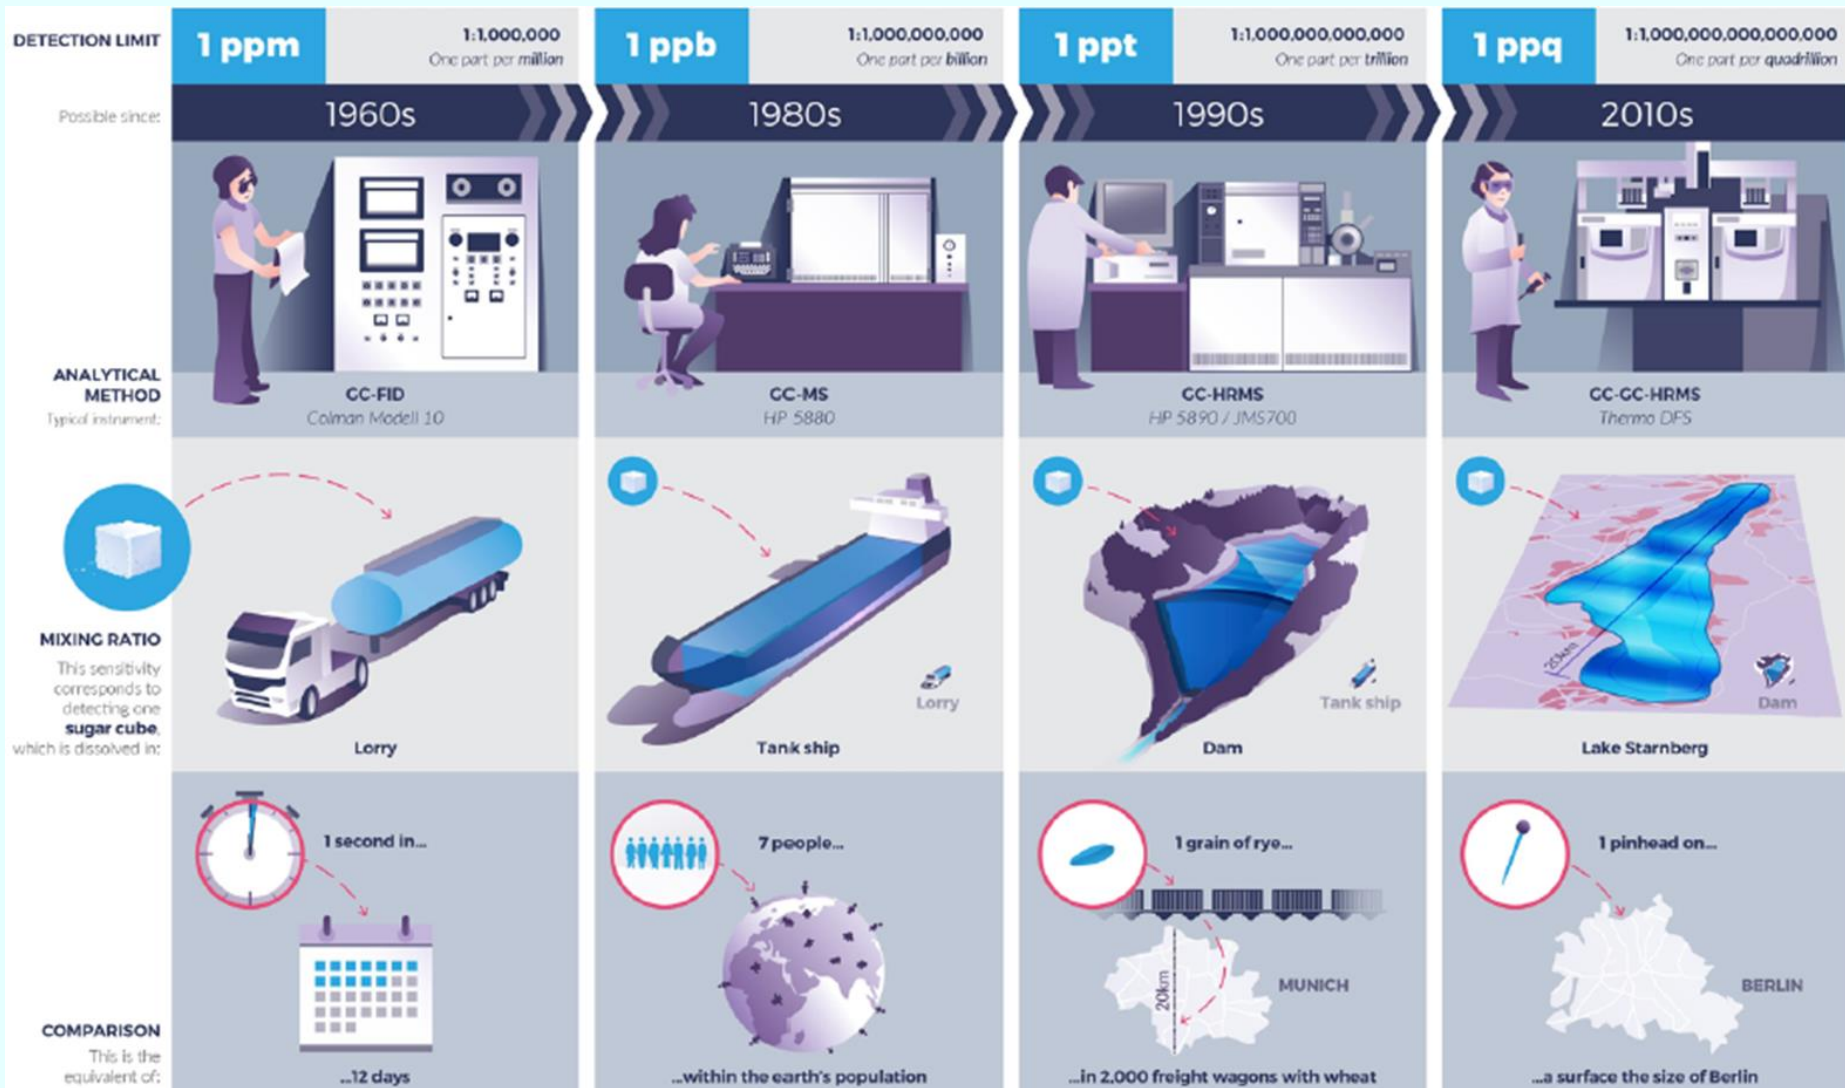 DETECTION LIMIT
1 ppm
1:1,000,000
One part per million
1 ppb
1:1,000,000,000
One part per billion
1 ppt
1:1,000,000,000,000
One part per trillion
1 ppq
1:1,000,000,000,000,000
One part per quadrillion
Possible since:
1960s
1980s
1990s
2010s
ANALYTICAL
METHOD
Typical instrument:
GC-FID
Colman Modell 10
GC-MS
HP 5880
GC-HRMS
HP 5890 / JMS700
GC-GC-HRMS
Thermo DFS
MIXING RATIO
This sensitivity
corresponds to
detecting one
sugar cube,
which is dissolved in:
Lorry
Lorry
Tank ship
Tank ship
Dam
20km
Dam
Lake Starnberg
COMPARISON
This is the
equivalent of:
1 second in...
...12 days
7 people...
...within the earth's population
1 grain of rye...
20km
MUNICH
...in 2,000 freight wagons with wheat
1 pinhead on...
BERLIN
...a surface the size of Berlin